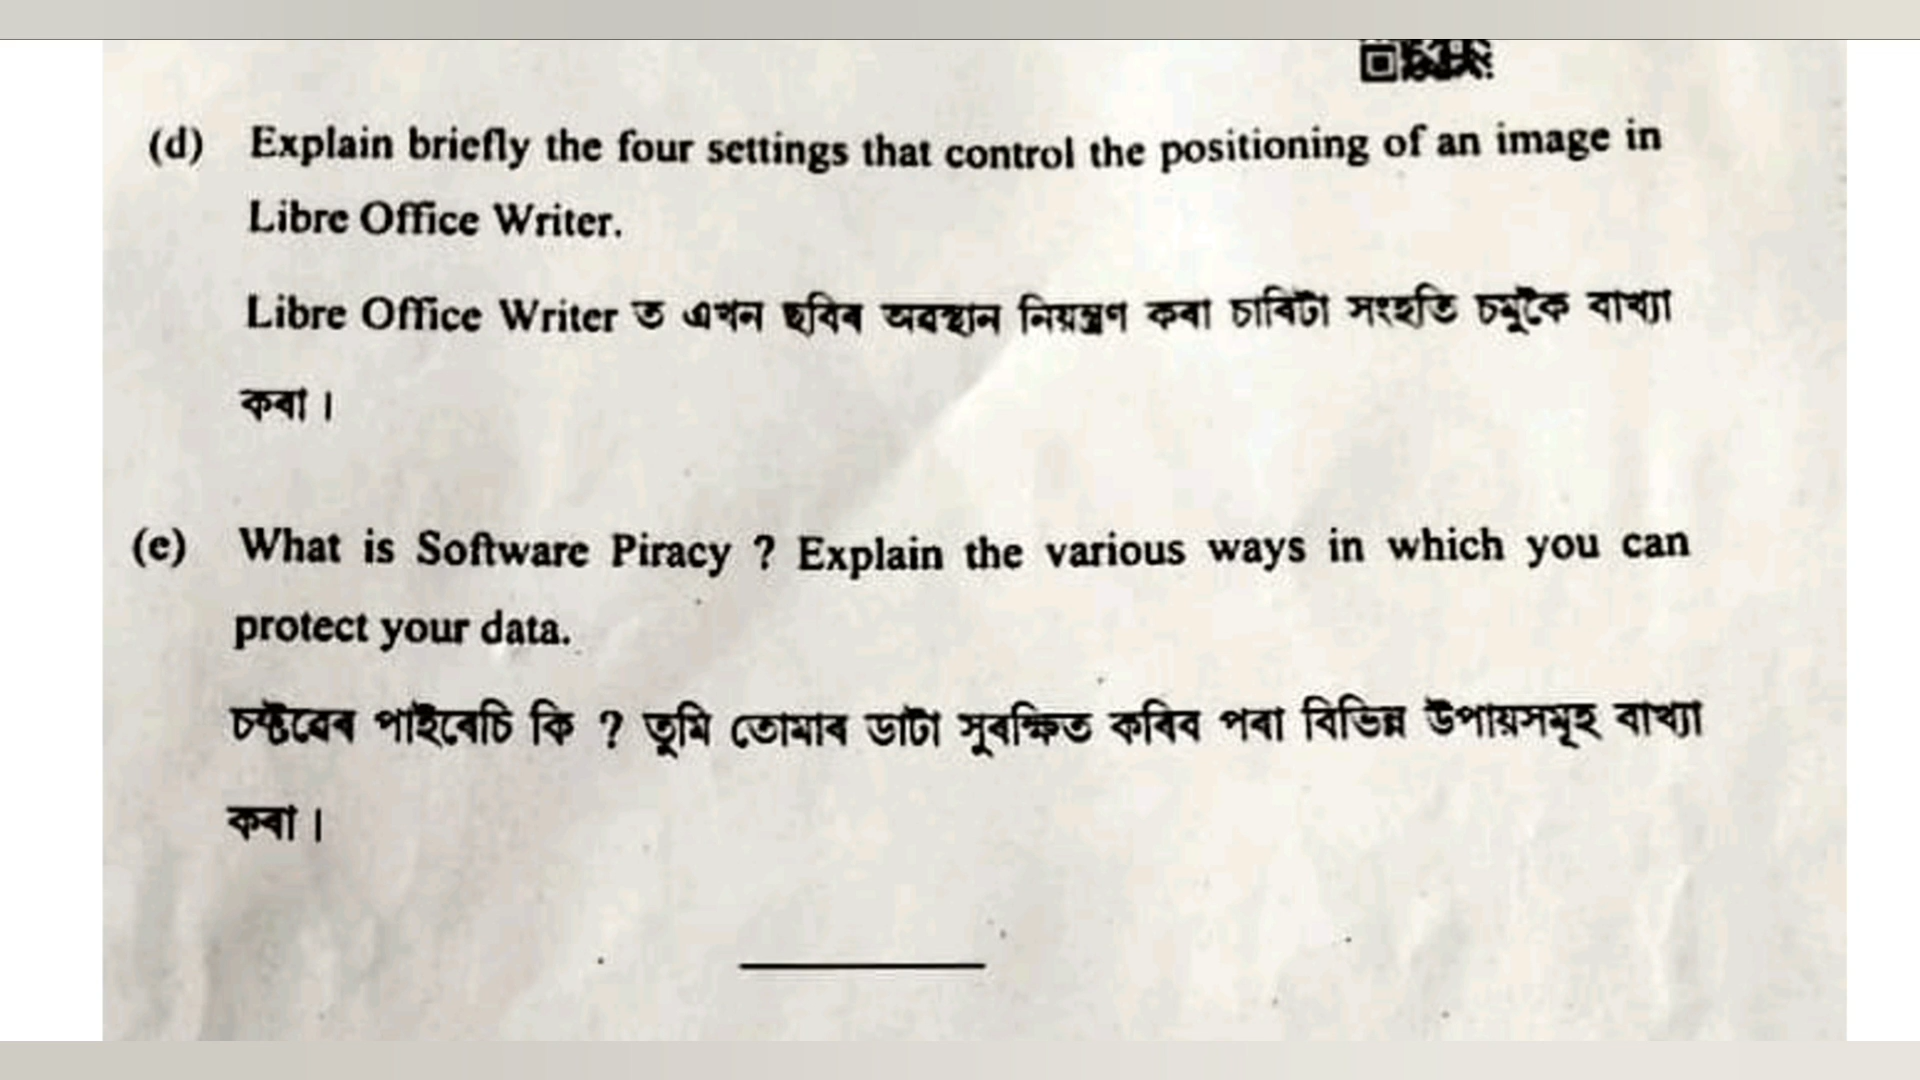 (d) Explain briefly the four settings that control the positioning of an image in
Libre Office Writer.
Libre Office Writer ত এখন ছবিৰ অৱস্থান নিয়ন্ত্ৰণ কৰা চাৰিটা সংহতি চমুকৈ ব্যাখ্যা
কৰা ।
(e) What is Software Piracy ? Explain the various ways in which you can
protect your data.
চফ্টৱেৰ পাইৰেচি কি ? তুমি তোমাৰ ডাটা সুৰক্ষিত কৰিব পৰা বিভিন্ন উপায়সমূহ ব্যাখ্যা
কৰা ।